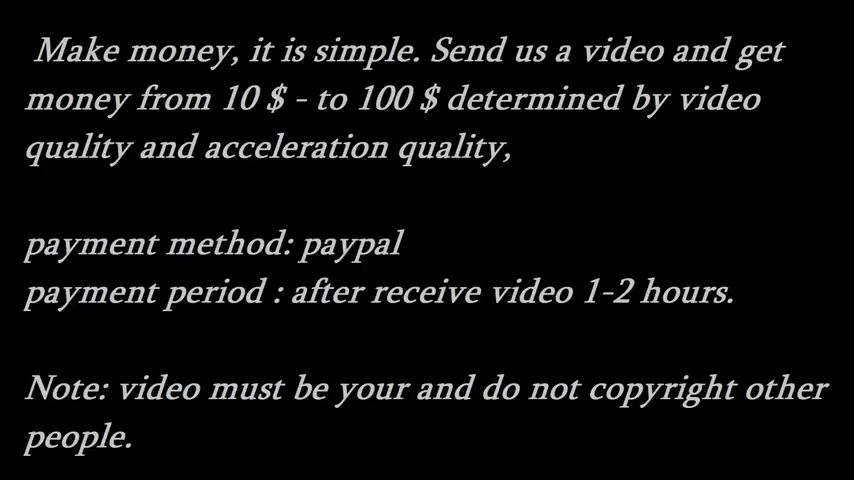 Make money, it is simple. Send us a video and get
money from 10 $ - to 100 $ determined by video
quality and acceleration quality,
payment method: paypal
payment period : after receive video 1-2 hours.
Note: video must be your and do not copyright other
people.